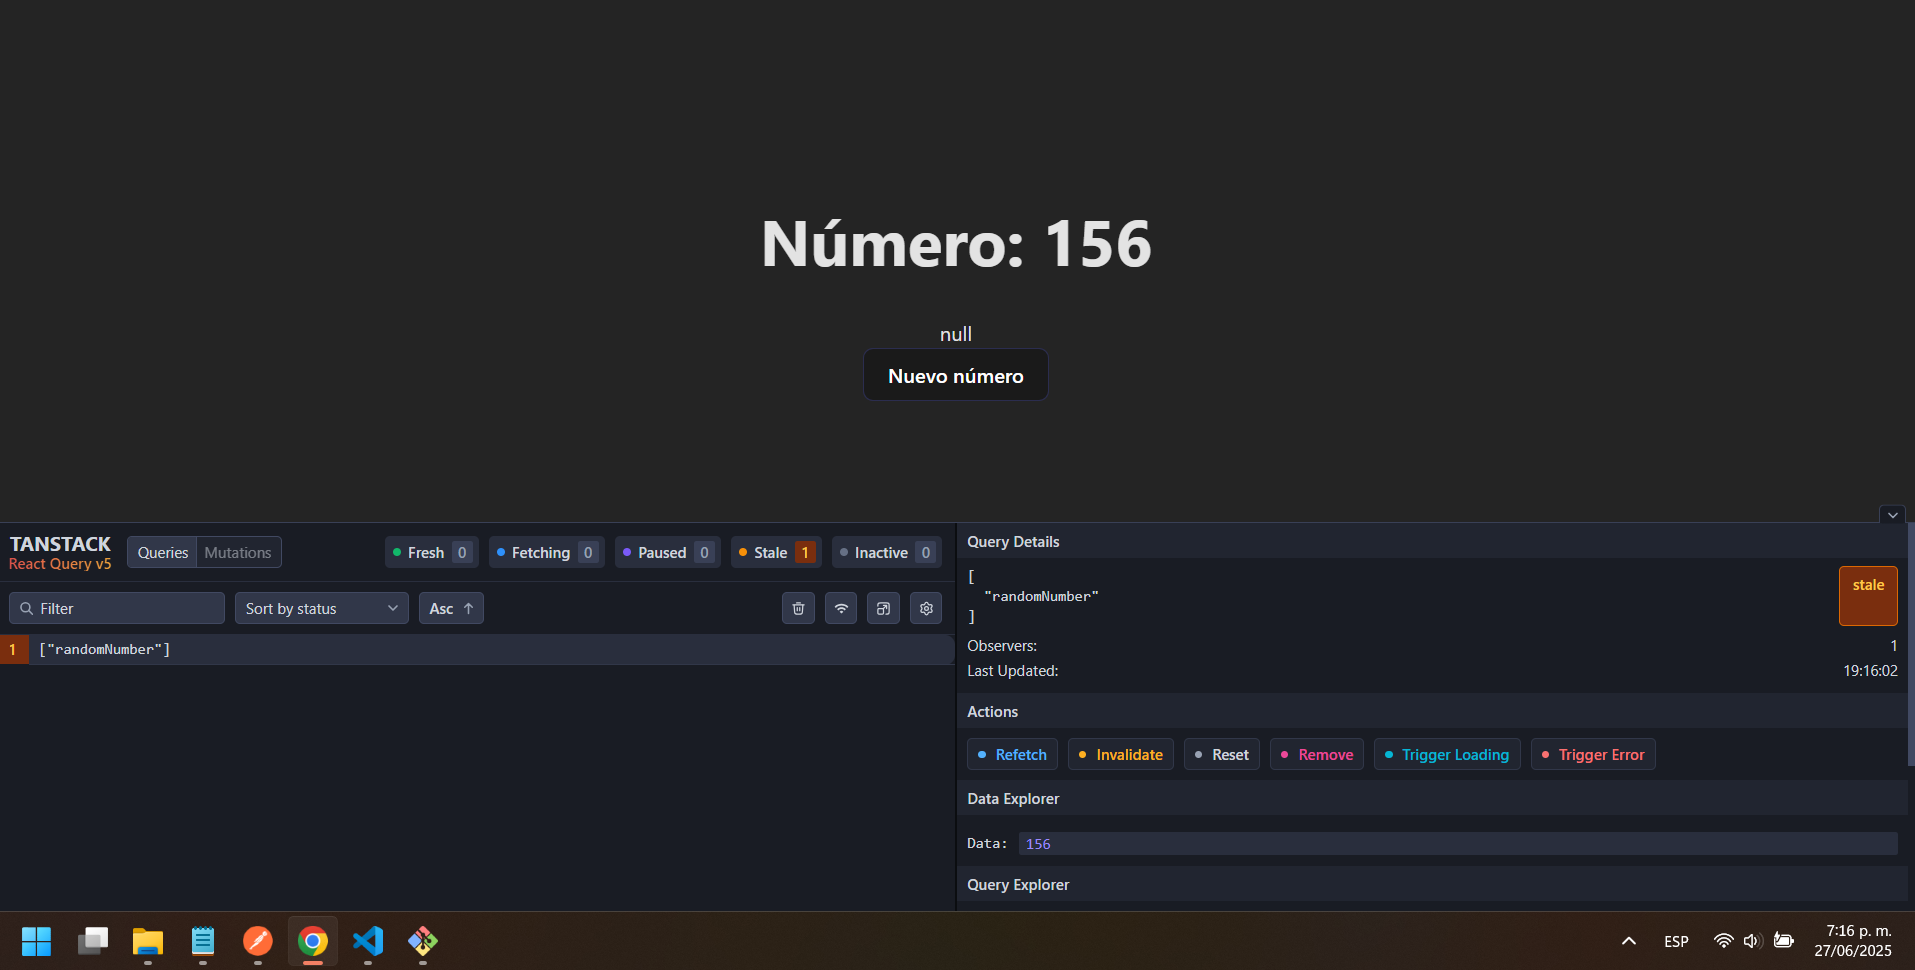 Número: 156
null
Nuevo número
TANSTACK
React Query v5
Queries
Mutations
Fresh 0
Fetching 0
Paused 0
Stale 1
Inactive 0
Filter
Sort by status
Asc
1 ["randomNumber"]
Query Details
[
"randomNumber"
]
stale
Observers: 1
Last Updated: 19:16:02
Actions
Refetch
Invalidate
Reset
Remove
Trigger Loading
Trigger Error
Data Explorer
Data: 156
Query Explorer
ESP
7:16 p. m.
27/06/2025